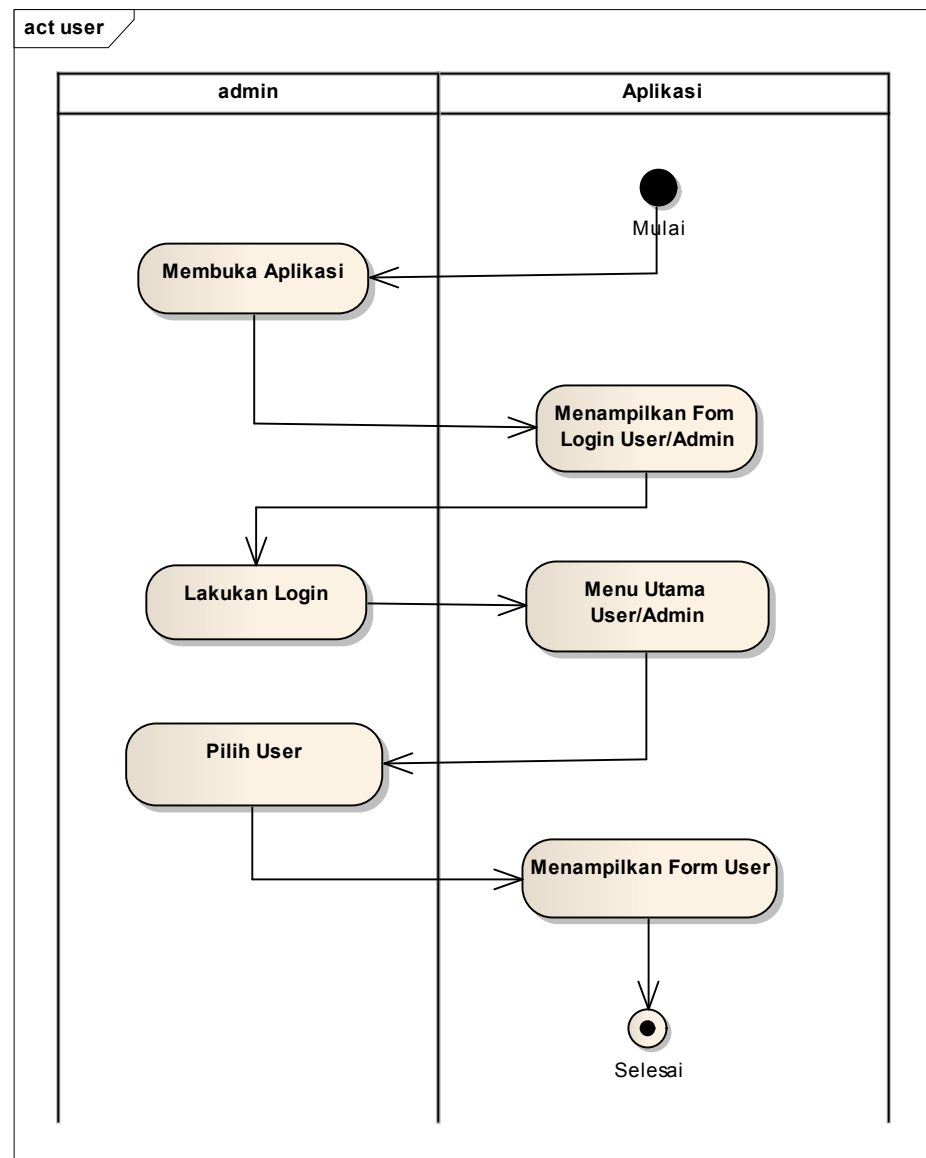 act user
admin
Aplikasi
Mulai
Membuka Aplikasi
Menampilkan Fom
Login User/Admin
Lakukan Login
Menu Utama
User/Admin
Pilih User
Menampilkan Form User
Selesai